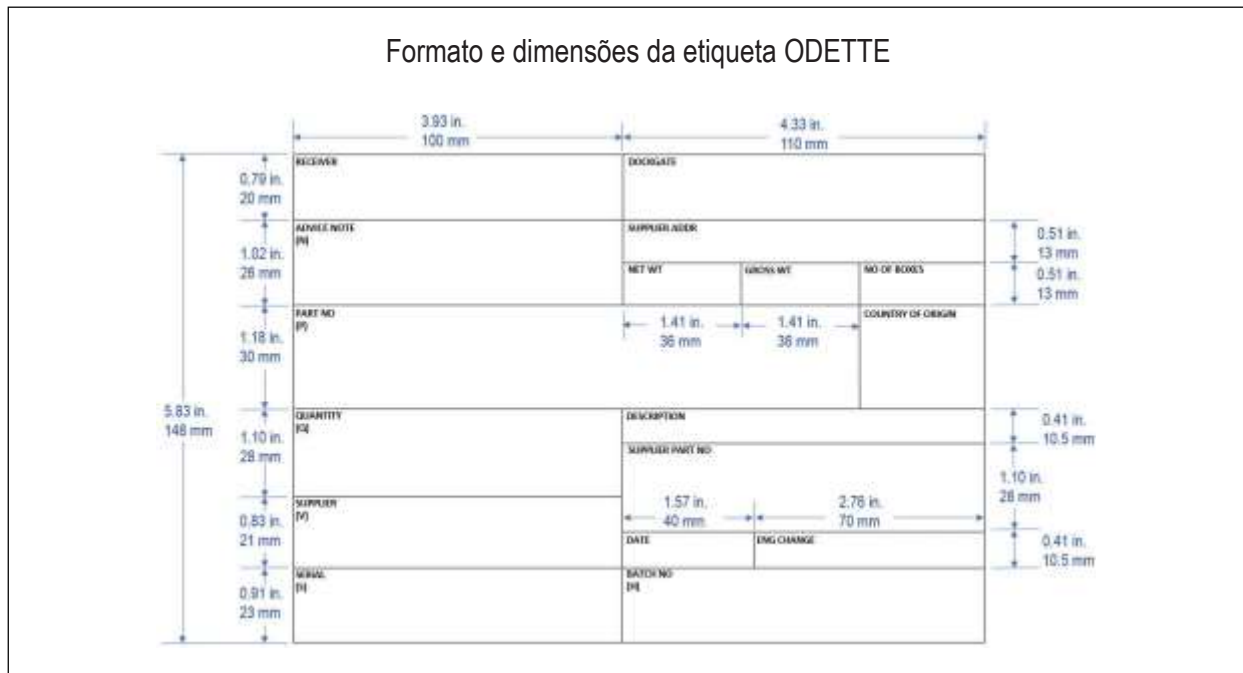 Formato e dimensões da etiqueta ODETTE
3.93 in.
100 mm
4.33 in.
110 mm
RECEIVER
DOCKGATE
0.79 in.
20 mm
ADVICE NOTE
(N)
SUPPLIER ADDR
1.02 in.
26 mm
0.51 in.
13 mm
NET WT
GROSS WT
NO OF BOXES
0.51 in.
13 mm
PART NO
(P)
1.41 in.
36 mm
1.41 in.
36 mm
COUNTRY OF ORIGIN
1.18 in.
30 mm
5.83 in.
148 mm
QUANTITY
(Q)
DESCRIPTION
0.41 in.
10.5 mm
1.10 in.
28 mm
SUPPLIER PART NO
1.10 in.
28 mm
SUPPLIER
(V)
1.57 in.
40 mm
2.76 in.
70 mm
0.83 in.
21 mm
DATE
ENG CHANGE
0.41 in.
10.5 mm
SERIAL
(S)
BATCH NO
(H)
0.91 in.
23 mm